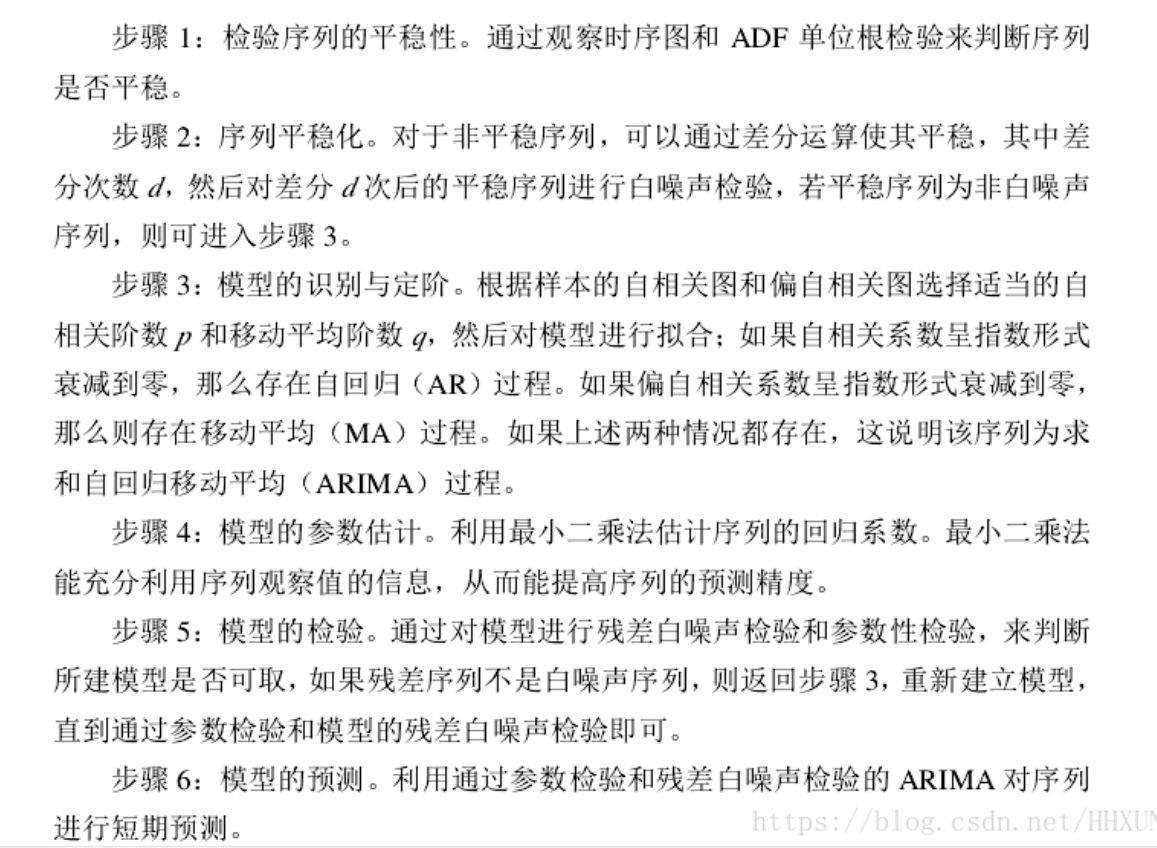 步骤 1：检验序列的平稳性。通过观察时序图和 ADF 单位根检验来判断序列
是否平稳。
步骤 2：序列平稳化。对于非平稳序列，可以通过差分运算使其平稳，其中差
分次数 d，然后对差分 d 次后的平稳序列进行白噪声检验，若平稳序列为非白噪声
序列，则可进入步骤 3。
步骤 3：模型的识别与定阶。根据样本的自相关图和偏自相关图选择适当的自
相关阶数 p 和移动平均阶数 q，然后对模型进行拟合；如果自相关系数呈指数形式
衰减到零，那么存在自回归（AR）过程。如果偏自相关系数呈指数形式衰减到零，
那么则存在移动平均（MA）过程。如果上述两种情况都存在，这说明该序列为求
和自回归移动平均（ARIMA）过程。
步骤 4：模型的参数估计。利用最小二乘法估计序列的回归系数。最小二乘法
能充分利用序列观察值的信息，从而能提高序列的预测精度。
步骤 5：模型的检验。通过对模型进行残差白噪声检验和参数性检验，来判断
所建模型是否可取，如果残差序列不是白噪声序列，则返回步骤 3，重新建立模型，
直到通过参数检验和模型的残差白噪声检验即可。
步骤 6：模型的预测。利用通过参数检验和残差白噪声检验的 ARIMA 对序列
进行短期预测。
https://blog.csdn.net/HHXUN